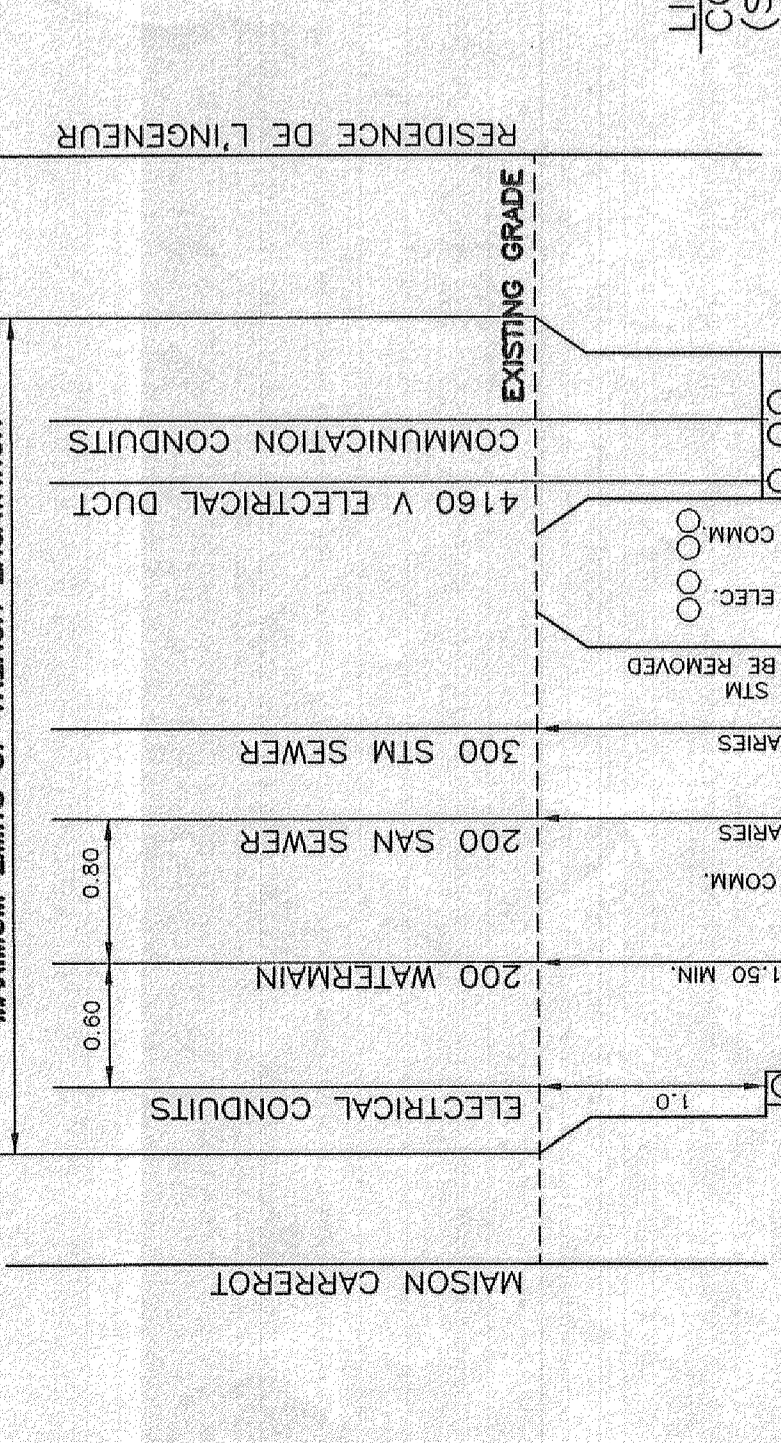 RESIDENCE DE L'INGENEUR
EXISTING GRADE
COMMUNICATION CONDUITS
4160 V ELECTRICAL DUCT
COMM.
ELEC.
BE REMOVED
STM
300 STM SEWER
ARIES
200 SAN SEWER
ARIES
0.80
COMM.
200 WATERMAIN
1.50 MIN.
0.60
ELECTRICAL CONDUITS
1.0
MAISON CARREROT
LI
CO
(S